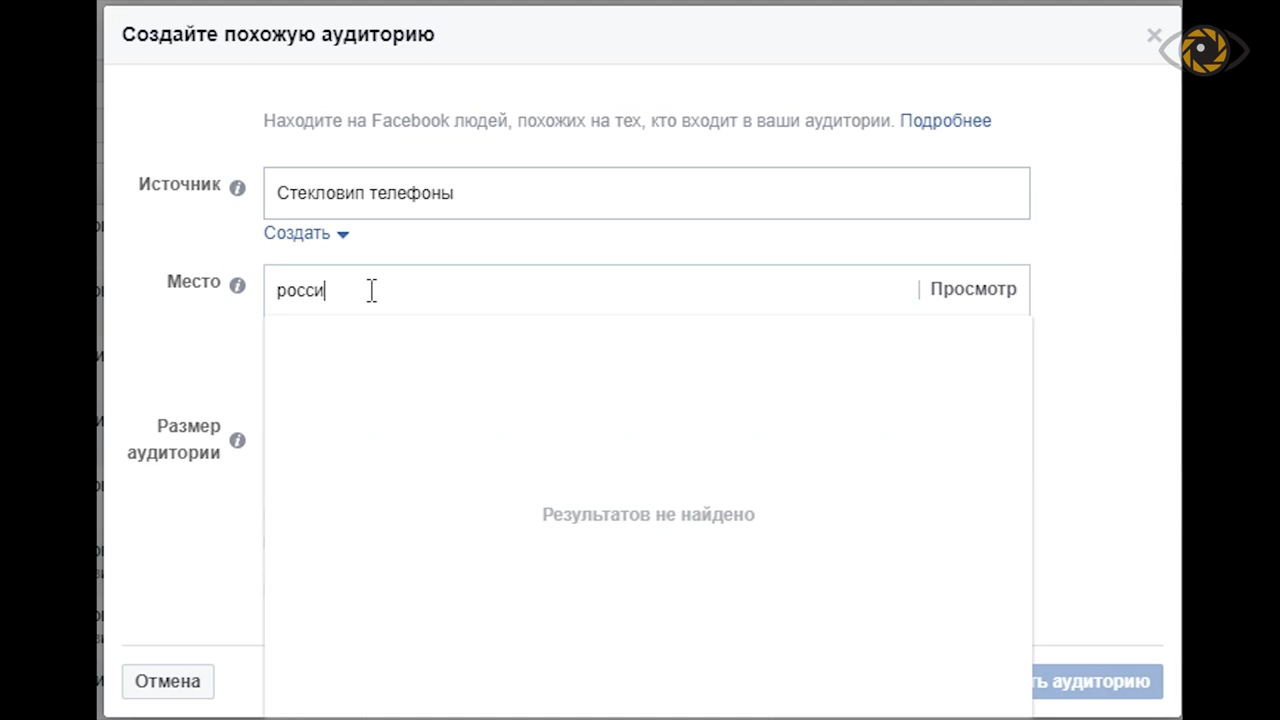 Создайте похожую аудиторию
Находите на Facebook людей, похожих на тех, кто входит в ваши аудитории. Подробнее
Источник
Стекловип телефоны
Создать
Место
росси
Просмотр
Размер
аудитории
Результатов не найдено
Отмена
ть аудиторию